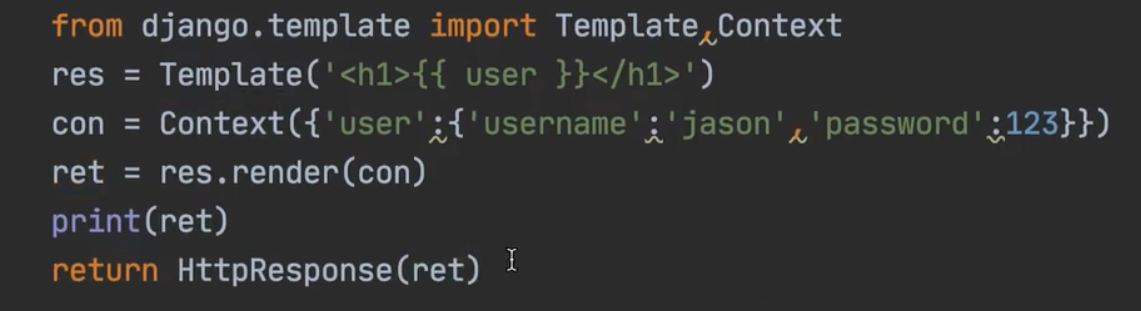 from django.template import Template,Context
res = Template('<h1>{{ user }}</h1>')
con = Context({'user':{'username':'jason','password':123}})
ret = res.render(con)
print(ret)
return HttpResponse(ret)